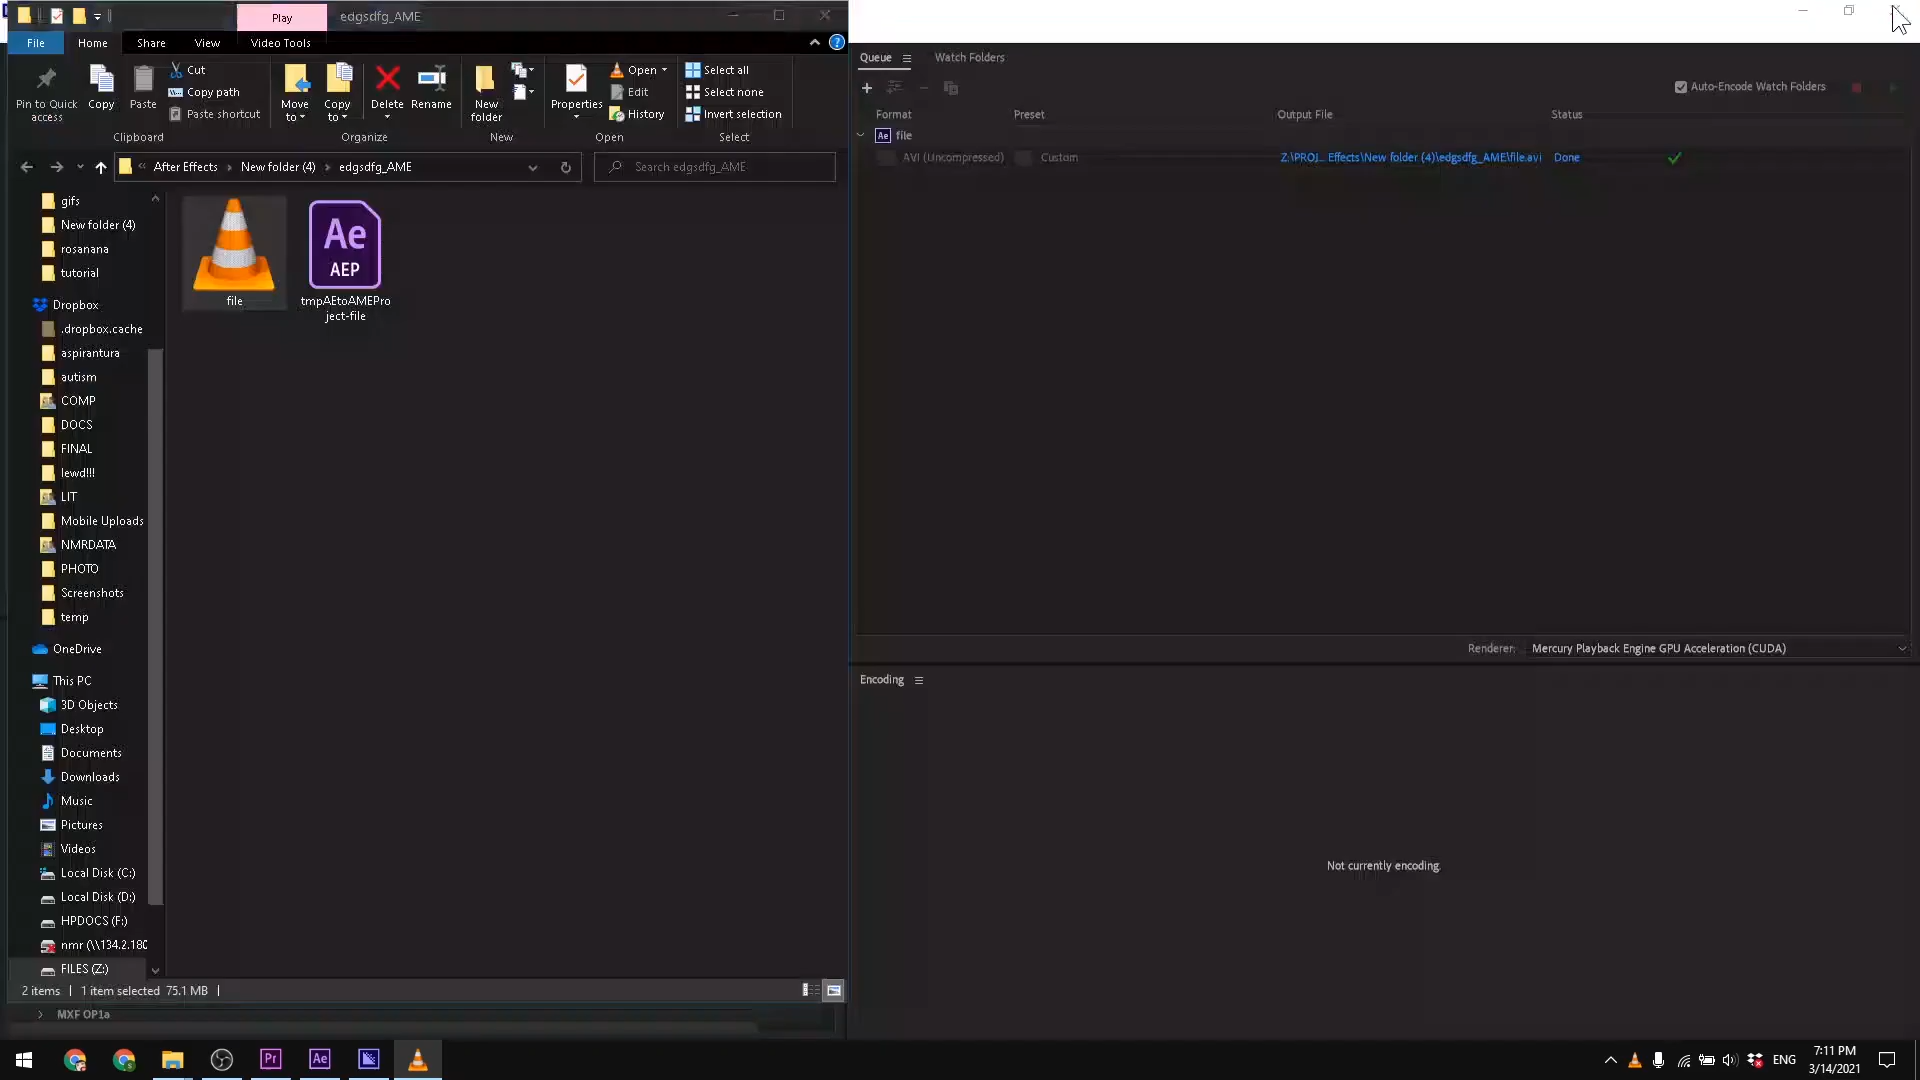 Play
edgsdfg_AME
File
Home
Share
View
Video Tools
Pin to Quick
access
Copy
Paste
Cut
Copy path
Paste shortcut
Clipboard
Move
to
Copy
to
Delete
Rename
Organize
New
folder
New
Properties
Open
Edit
History
Open
Select all
Select none
Invert selection
Select
« After Effects > New folder (4) > edgsdfg_AME
Search edgsdfg_AME
gifs
New folder (4)
rosanana
tutorial
Dropbox
.dropbox.cache
aspirantura
autism
COMP
DOCS
FINAL
lewd!!!
LIT
Mobile Uploads
NMRDATA
PHOTO
Screenshots
temp
OneDrive
This PC
3D Objects
Desktop
Documents
Downloads
Music
Pictures
Videos
Local Disk (C:)
Local Disk (D:)
HPDOCS (F:)
nmr (\\134.2.180
FILES (Z:)
file
Ae
AEP
tmpAEtoAMEPro
ject-file
2 items | 1 item selected 75.1 MB |
MXF OP1a
Queue
Watch Folders
Auto-Encode Watch Folders
Format
Preset
Output File
Status
Ae file
AVI (Uncompressed)
Custom
Z:\PROJ... Effects\New folder (4)\edgsdfg_AME\file.avi
Done
Renderer: Mercury Playback Engine GPU Acceleration (CUDA)
Encoding
Not currently encoding.
Pr
Ae
ENG
7:11 PM
3/14/2021